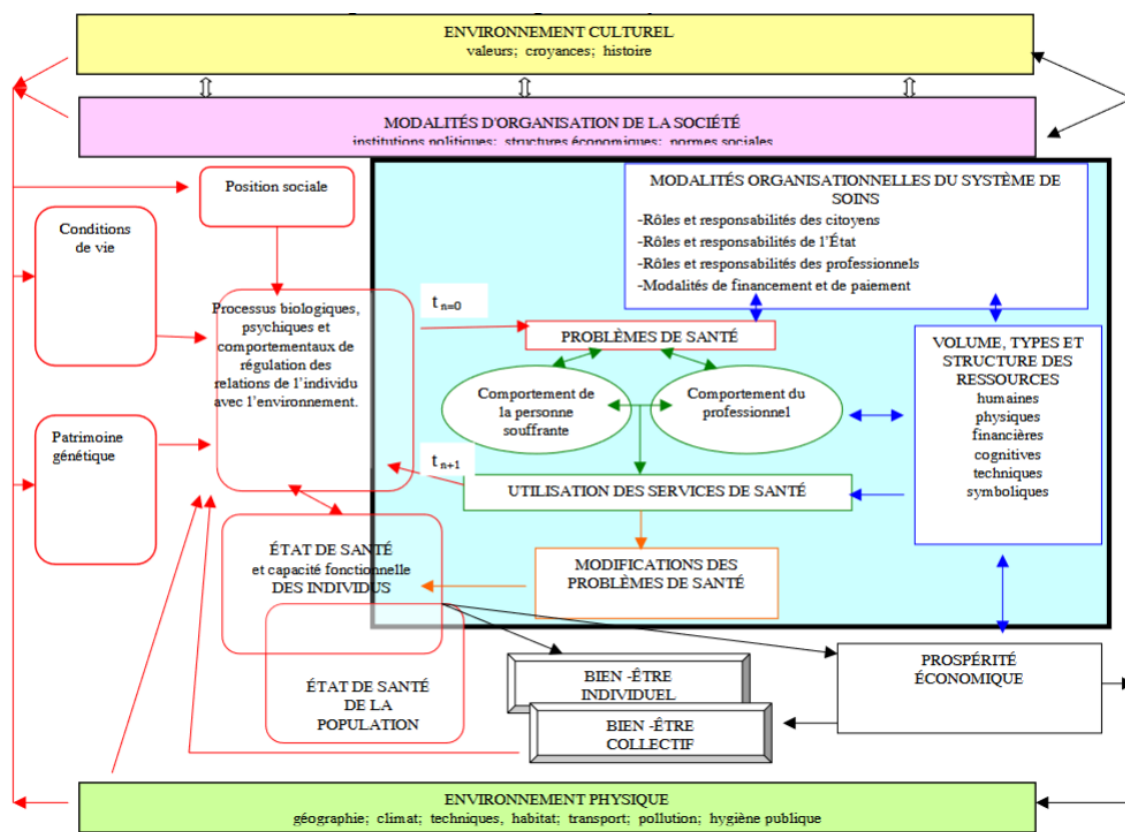 ENVIRONNEMENT CULTUREL
valeurs; croyances; histoire
MODALITÉS D'ORGANISATION DE LA SOCIÉTÉ
institutions politiques; structures économiques; normes sociales
Position sociale
Conditions
de vie
Patrimoine
génétique
Processus biologiques,
psychiques et
comportementaux de
régulation des
relations de l'individu
avec l'environnement.
t n=0
t n+1
MODALITÉS ORGANISATIONNELLES DU SYSTÈME DE
SOINS
-Rôles et responsabilités des citoyens
-Rôles et responsabilités de l'État
-Rôles et responsabilités des professionnels
-Modalités de financement et de paiement
PROBLÈMES DE SANTÉ
Comportement de
la personne
souffrante
Comportement du
professionnel
UTILISATION DES SERVICES DE SANTÉ
MODIFICATIONS DES
PROBLÈMES DE SANTÉ
VOLUME, TYPES ET
STRUCTURE DES
RESSOURCES
humaines
physiques
financières
cognitives
techniques
symboliques
ÉTAT DE SANTÉ
et capacité fonctionnelle
DES INDIVIDUS
ÉTAT DE SANTÉ
DE LA
POPULATION
BIEN -ÊTRE
INDIVIDUEL
BIEN -ÊTRE
COLLECTIF
PROSPÉRITÉ
ÉCONOMIQUE
ENVIRONNEMENT PHYSIQUE
géographie; climat; techniques, habitat; transport; pollution; hygiène publique